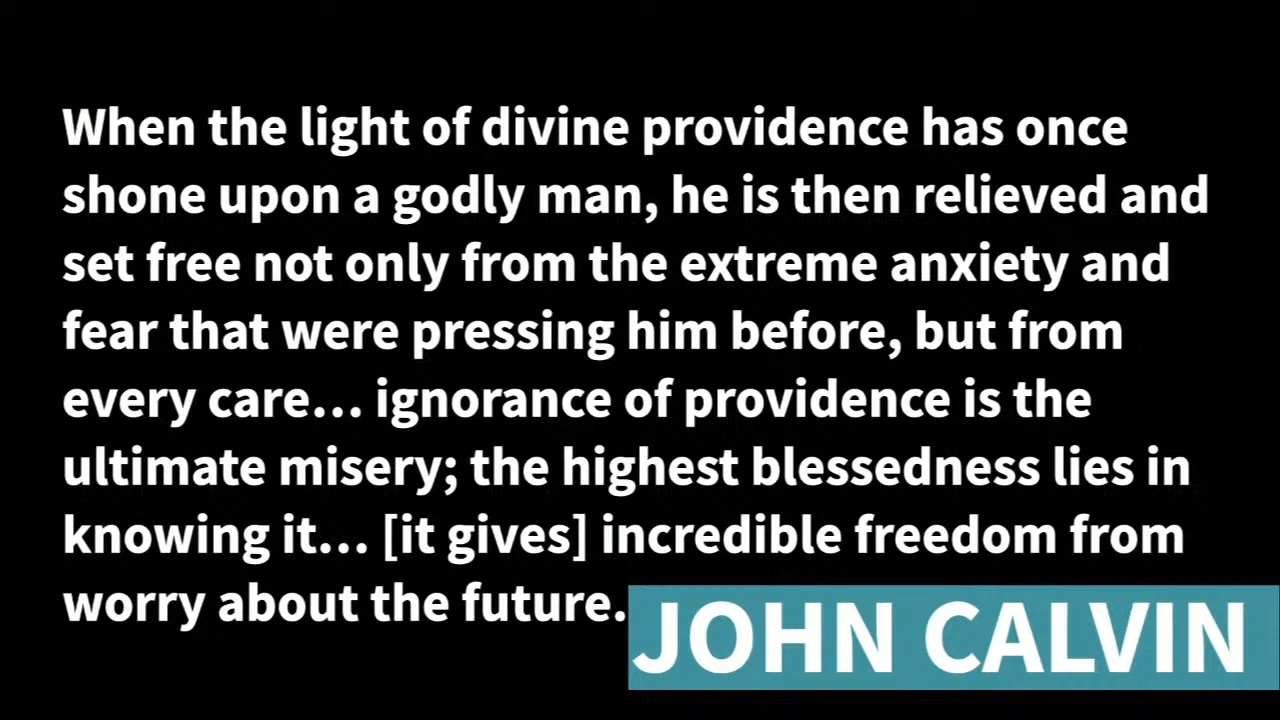 When the light of divine providence has once
shone upon a godly man, he is then relieved and
set free not only from the extreme anxiety and
fear that were pressing him before, but from
every care... ignorance of providence is the
ultimate misery; the highest blessedness lies in
knowing it... [it gives] incredible freedom from
worry about the future.
JOHN CALVIN